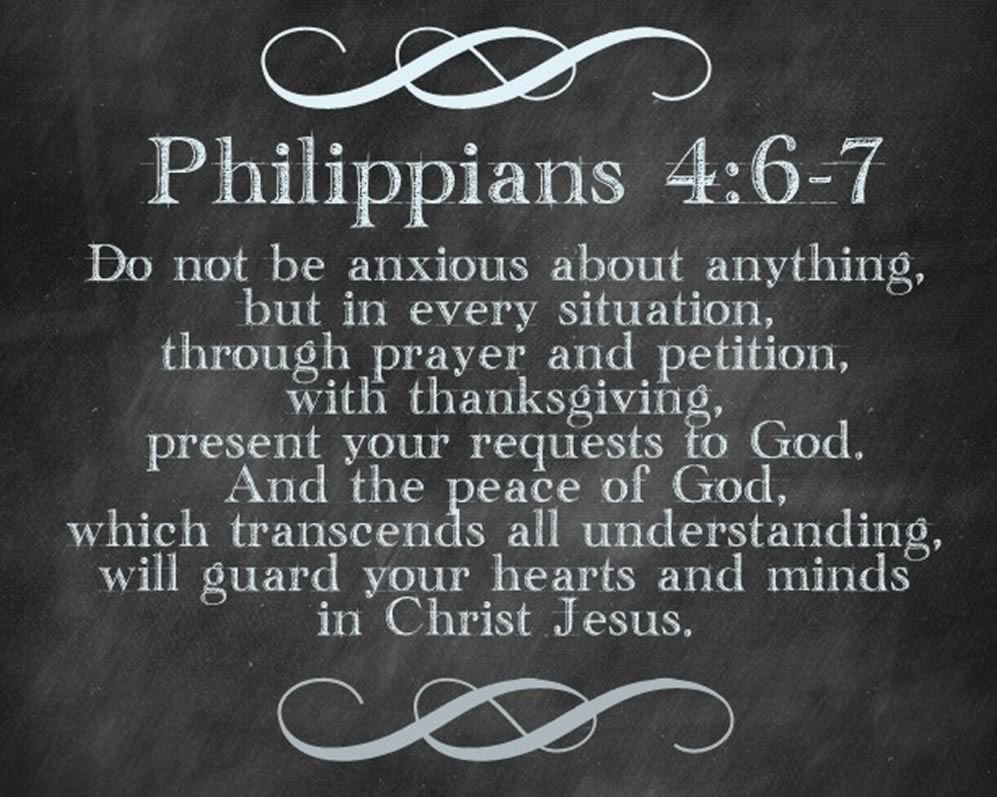 Philippians 4:6-7
Do not be anxious about anything,
but in every situation,
through prayer and petition,
with thanksgiving,
present your requests to God.
And the peace of God,
which transcends all understanding,
will guard your hearts and minds
in Christ Jesus.